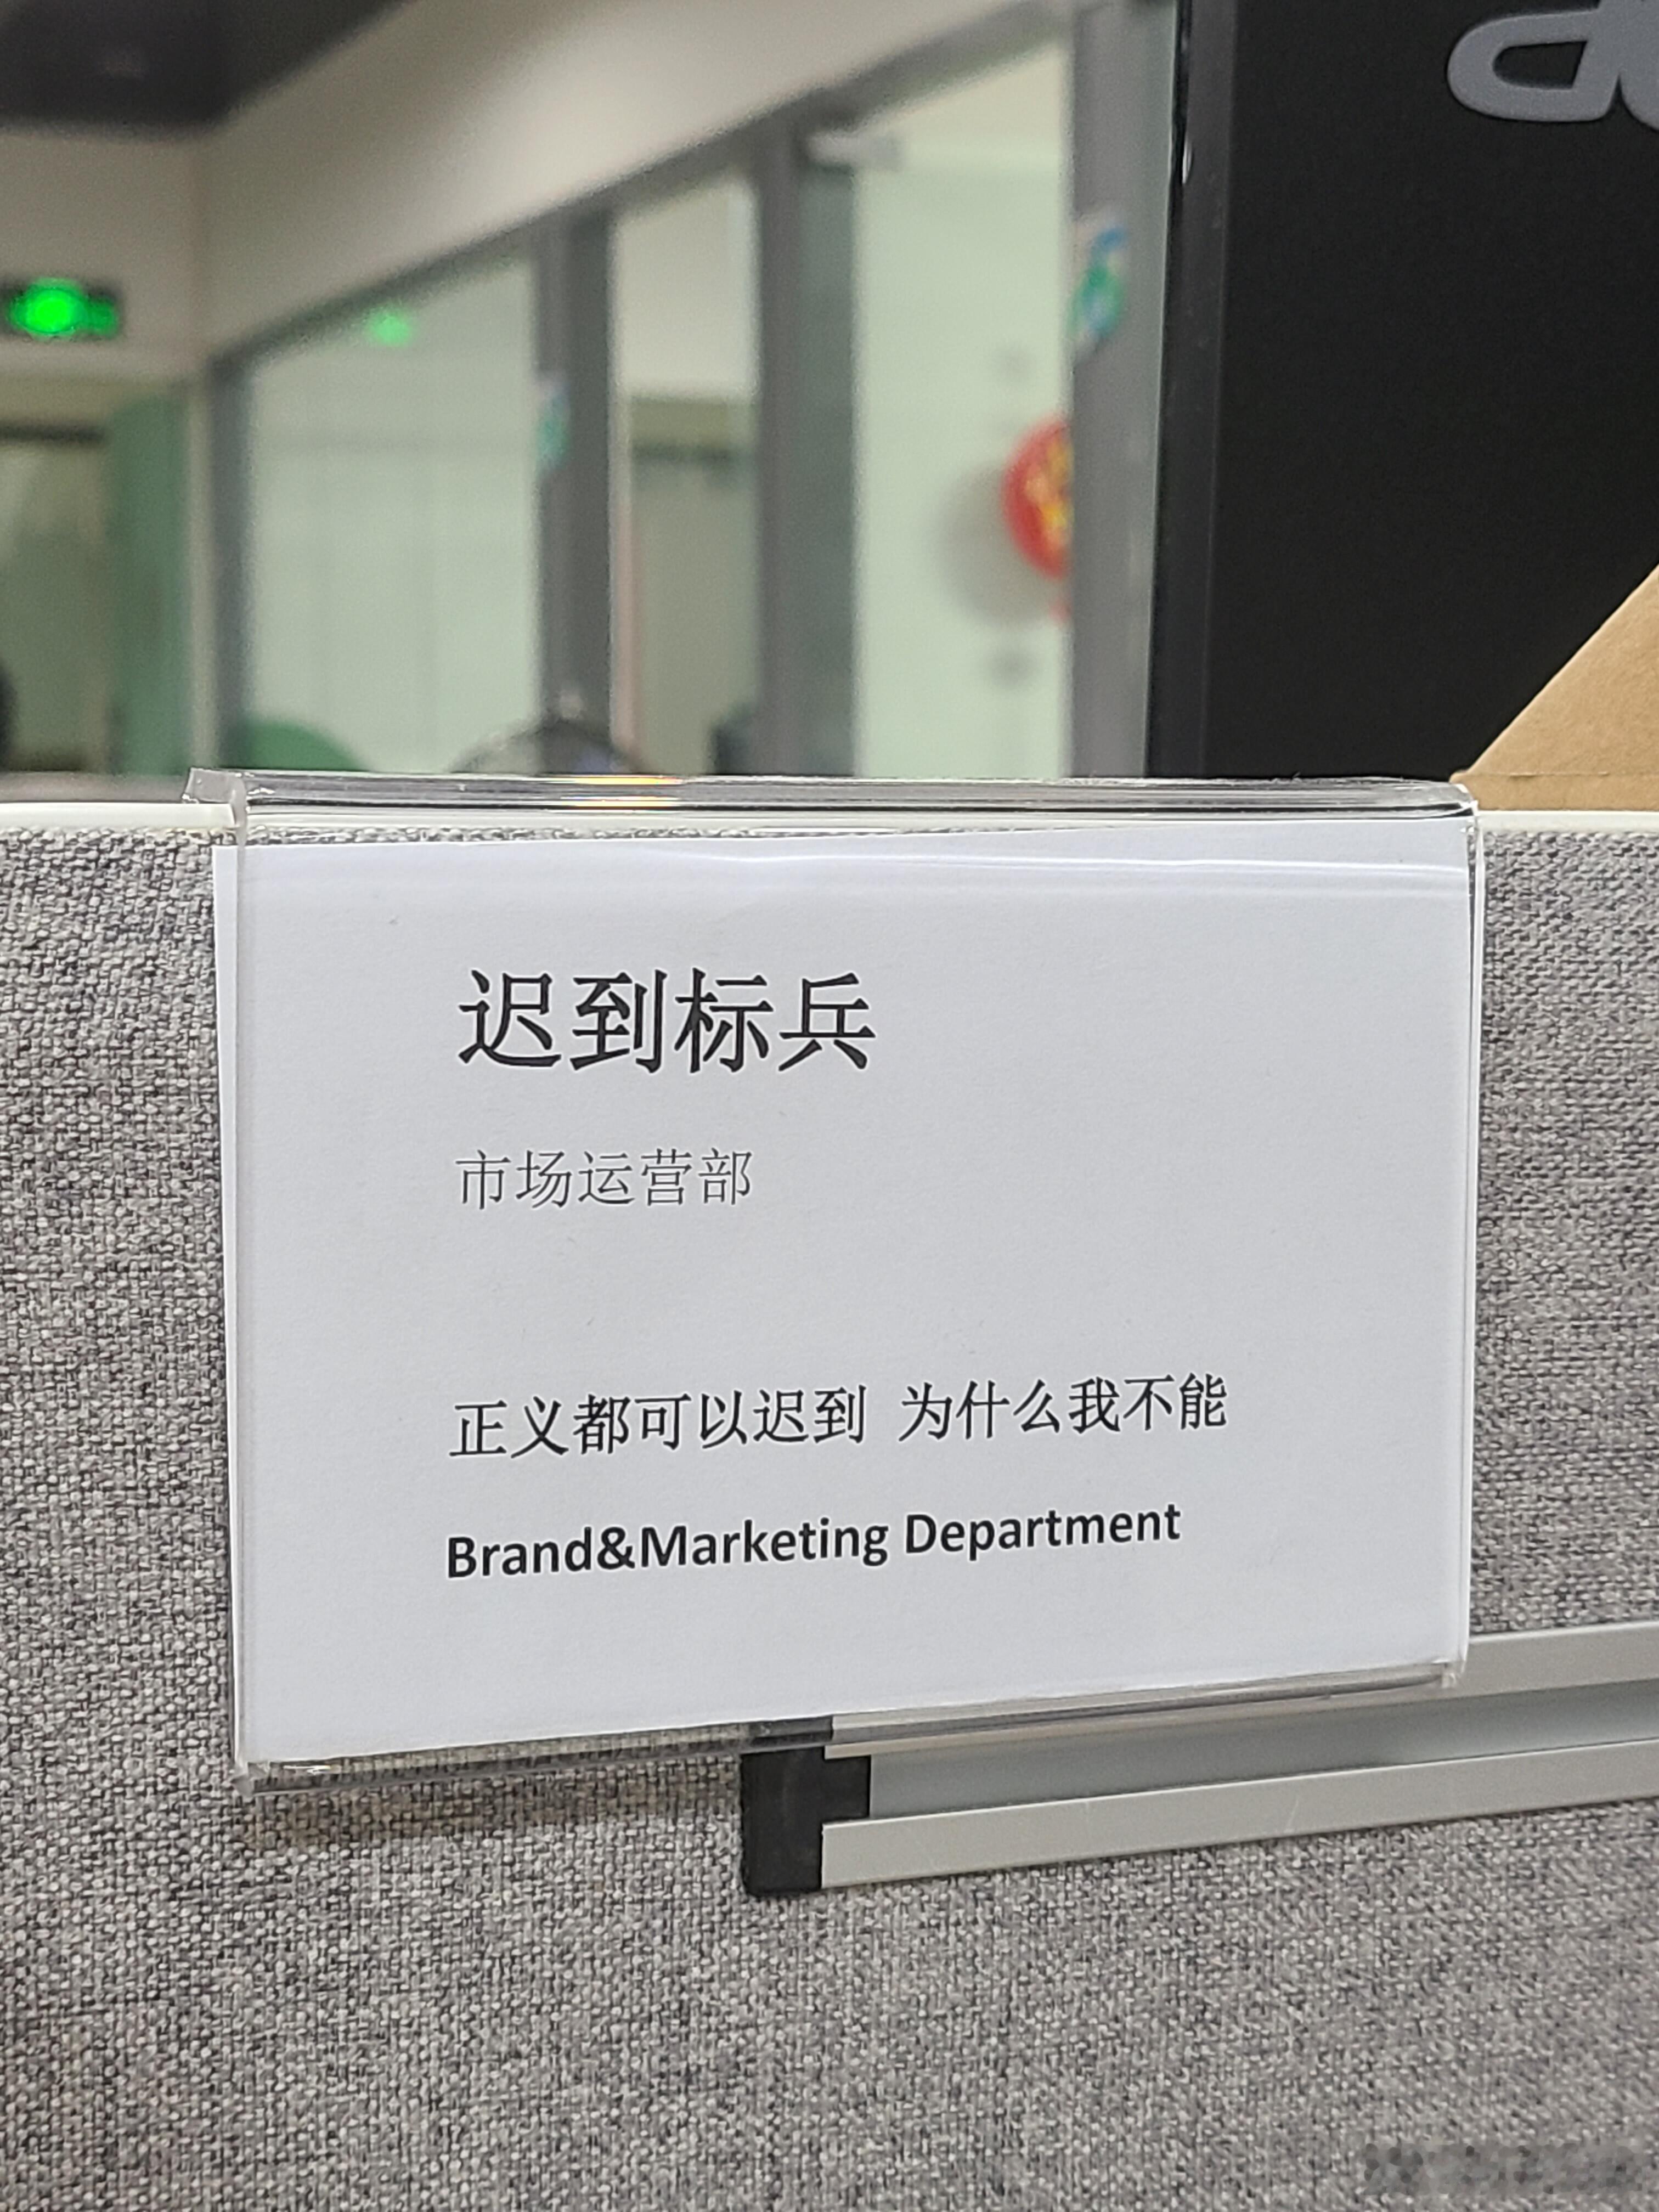 迟到标兵
市场运营部
正义都可以迟到 为什么我不能
Brand&Marketing Department